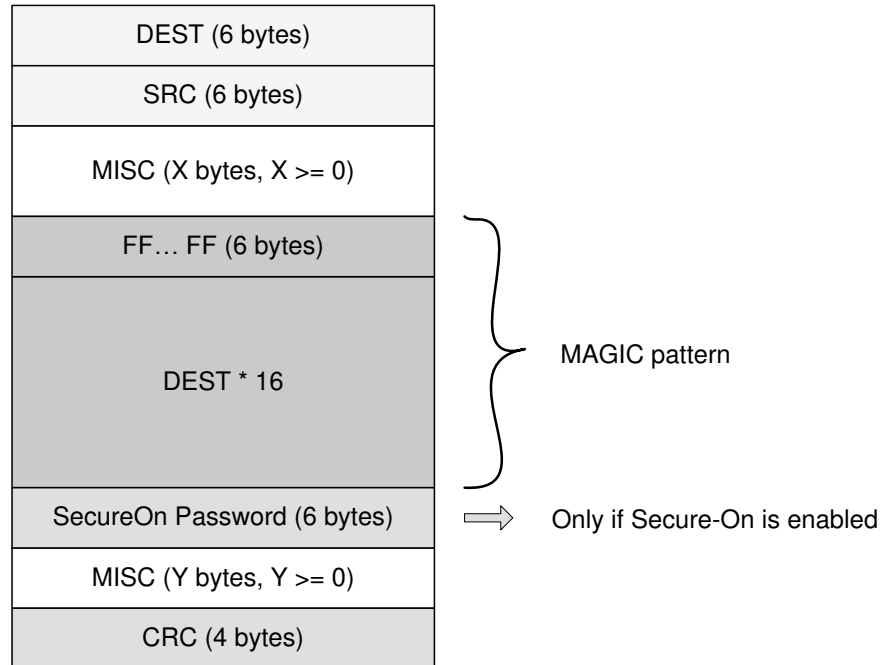 DEST (6 bytes)
SRC (6 bytes)
MISC (X bytes, X >= 0)
FF… FF (6 bytes)
DEST * 16
MAGIC pattern
SecureOn Password (6 bytes)
Only if Secure-On is enabled
MISC (Y bytes, Y >= 0)
CRC (4 bytes)